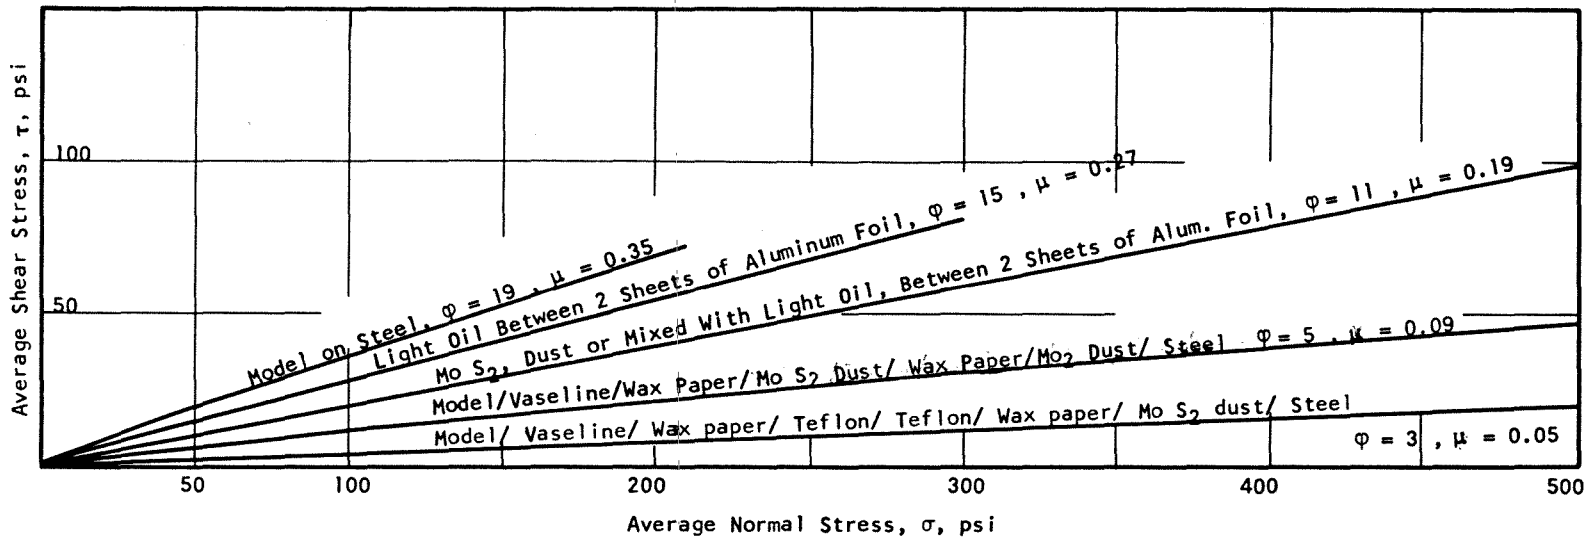 Average Shear Stress, τ, psi
100
50
Model on Steel, φ = 19 , μ = 0.35
Light Oil Between 2 Sheets of Aluminum Foil, φ = 15 , μ = 0.27
Mo S2, Dust or Mixed With Light Oil, Between 2 Sheets of Alum. Foil, φ = 11 , μ = 0.19
Model/Vaseline/Wax Paper/Mo S2 Dust/ Wax Paper/Mo2 Dust/ Steel φ = 5 , μ = 0.09
Model/ Vaseline/ Wax paper/ Teflon/ Teflon/ Wax paper/ Mo S2 dust/ Steel
φ = 3 , μ = 0.05
50 100 200 300 400 500
Average Normal Stress, σ, psi